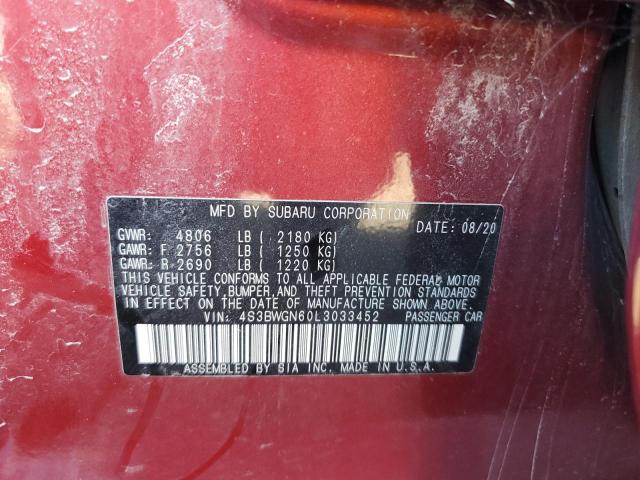 MFD BY SUBARU CORPORATION
DATE: 08/20
GVWR: 4806 LB ( 2180 KG)
GAWR: F 2756 LB ( 1250 KG)
GAWR: R 2690 LB ( 1220 KG)
THIS VEHICLE CONFORMS TO ALL APPLICABLE FEDERAL MOTOR
VEHICLE SAFETY, BUMPER, AND THEFT PREVENTION STANDARDS
IN EFFECT ON THE DATE OF MANUFACTURE SHOWN ABOVE.
VIN: 4S3BWGN60L3033452 PASSENGER CAR
ASSEMBLED BY SIA INC. MADE IN U.S.A.